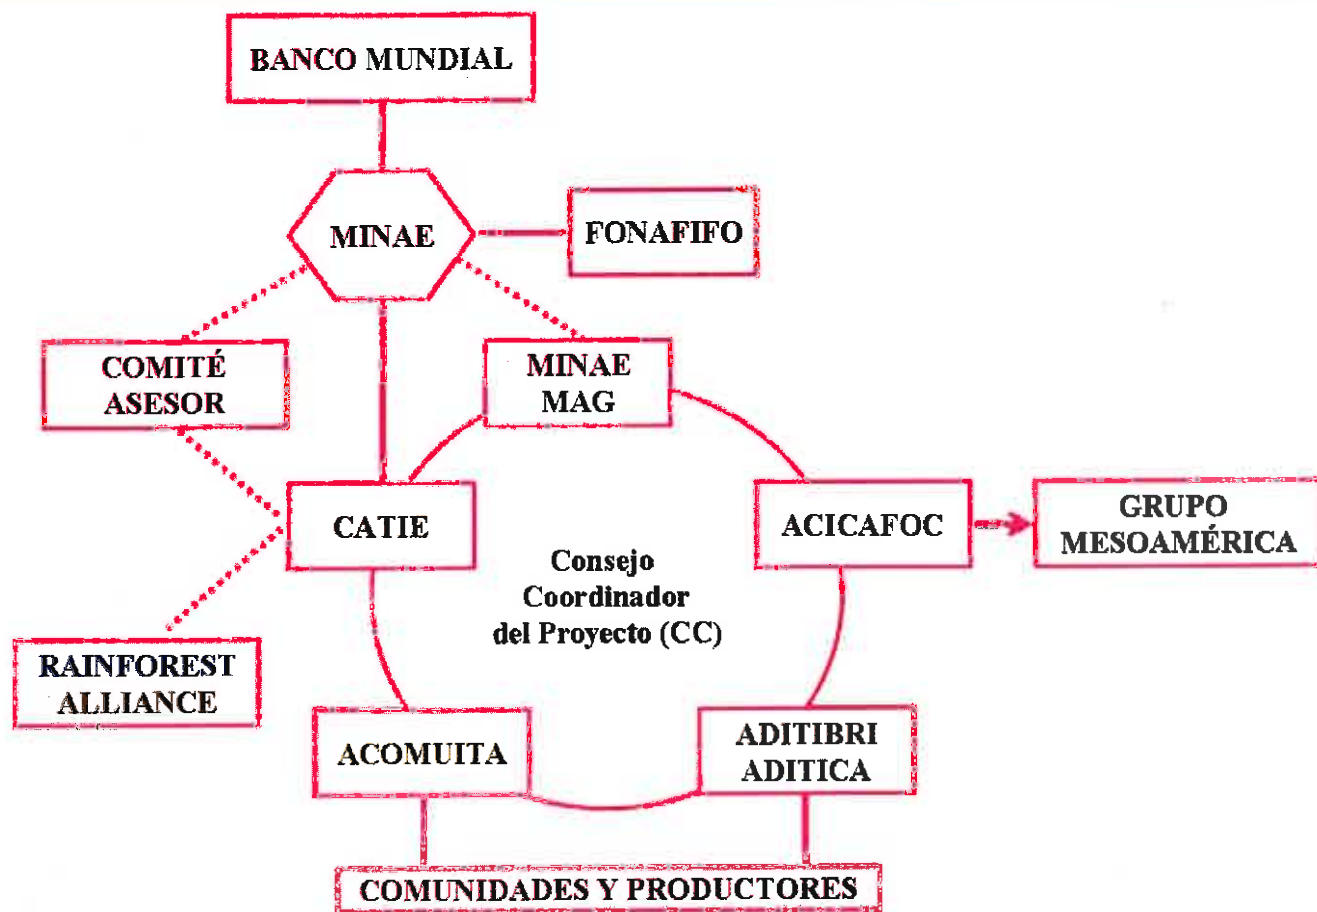 BANCO MUNDIAL
MINAE
FONAFIFO
COMITÉ
ASESOR
MINAE
MAG
CATIE
ACICAFOC
GRUPO
MESOAMÉRICA
Consejo
Coordinador
del Proyecto (CC)
RAINFOREST
ALLIANCE
ACOMUITA
ADITIBRI
ADITICA
COMUNIDADES Y PRODUCTORES